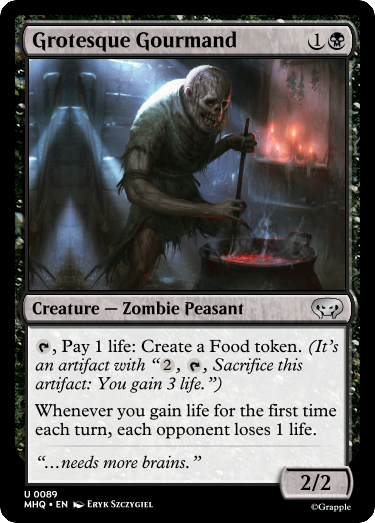 Grotesque Gourmand 1
Creature — Zombie Peasant
, Pay 1 life: Create a Food token. (It's
an artifact with “2, , Sacrifice this
artifact: You gain 3 life.”)
Whenever you gain life for the first time
each turn, each opponent loses 1 life.
“...needs more brains.”
2/2
U 0089
MHQ • EN Eryk Szczygiel
©Grapple